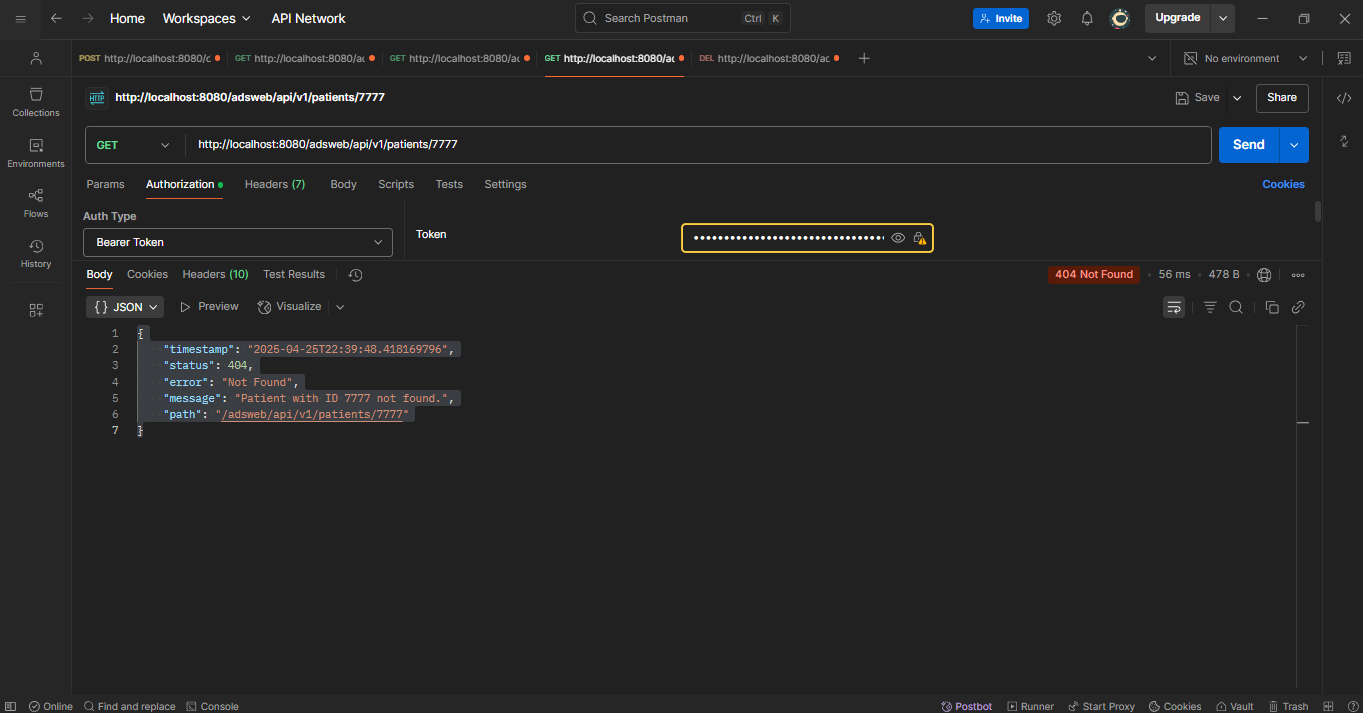 Home Workspaces API Network Search Postman Ctrl K Invite Upgrade
POST http://localhost:8080/c GET http://localhost:8080/ac GET http://localhost:8080/ac GET http://localhost:8080/ac DEL http://localhost:8080/ac No environment
HTTP http://localhost:8080/adsweb/api/v1/patients/7777 Save Share
Collections
Environments
Flows
History
GET http://localhost:8080/adsweb/api/v1/patients/7777 Send
Params Authorization Headers (7) Body Scripts Tests Settings Cookies
Auth Type
Bearer Token
Token
Body Cookies Headers (10) Test Results 404 Not Found • 56 ms • 478 B
{} JSON Preview Visualize
1 {
2 "timestamp": "2025-04-25T22:39:48.418169796",
3 "status": 404,
4 "error": "Not Found",
5 "message": "Patient with ID 7777 not found.",
6 "path": "/adsweb/api/v1/patients/7777"
7 }
Online Find and replace Console Postbot Runner Start Proxy Cookies Vault Trash